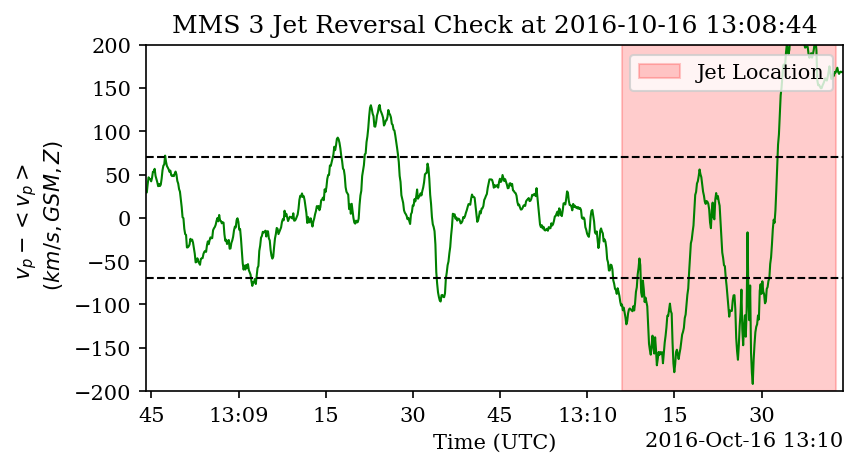 MMS 3 Jet Reversal Check at 2016-10-16 13:08:44
200
150
100
50
0
−50
−100
−150
−200
v_p − < v_p >
(km/s, GSM, Z)
Jet Location
45 13:09 15 30 45 13:10 15 30
Time (UTC)
2016-Oct-16 13:10